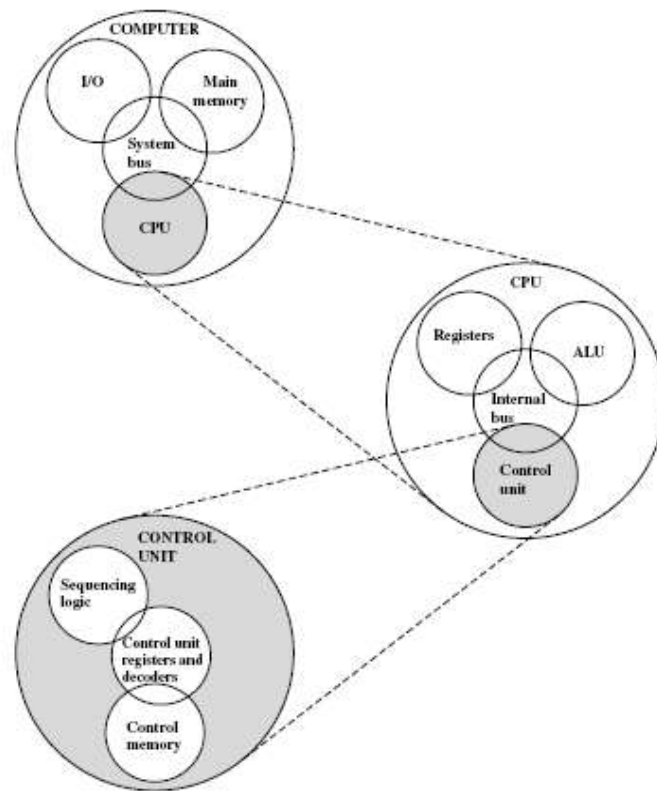 COMPUTER
I/O
Main
memory
System
bus
CPU
CPU
Registers
ALU
Internal
bus
Control
unit
CONTROL
UNIT
Sequencing
logic
Control unit
registers and
decoders
Control
memory